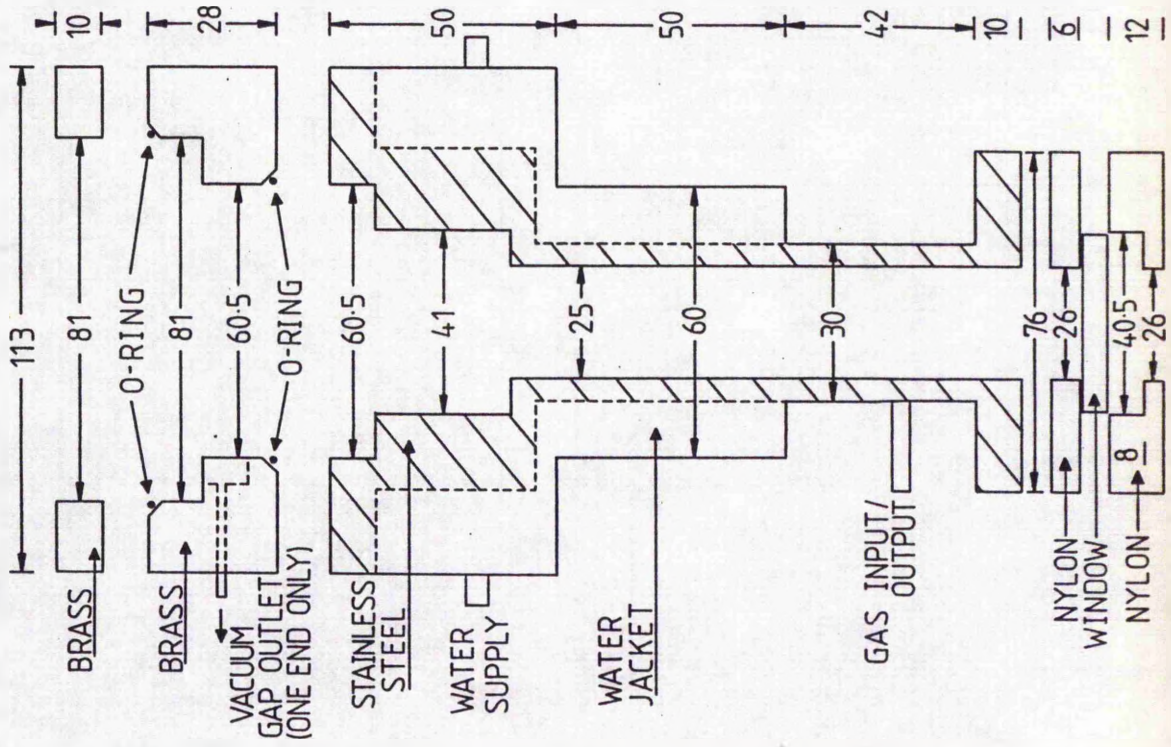 113
10
81
BRASS
O-RING
28
81
BRASS
60·5
VACUUM
GAP OUTLET
(ONE END ONLY)
O-RING
50
60·5
STAINLESS
STEEL
41
WATER
SUPPLY
50
25
60
WATER
JACKET
42
30
GAS INPUT/
OUTPUT
10
76
6
26
NYLON
WINDOW
12
40·5
8
26
NYLON